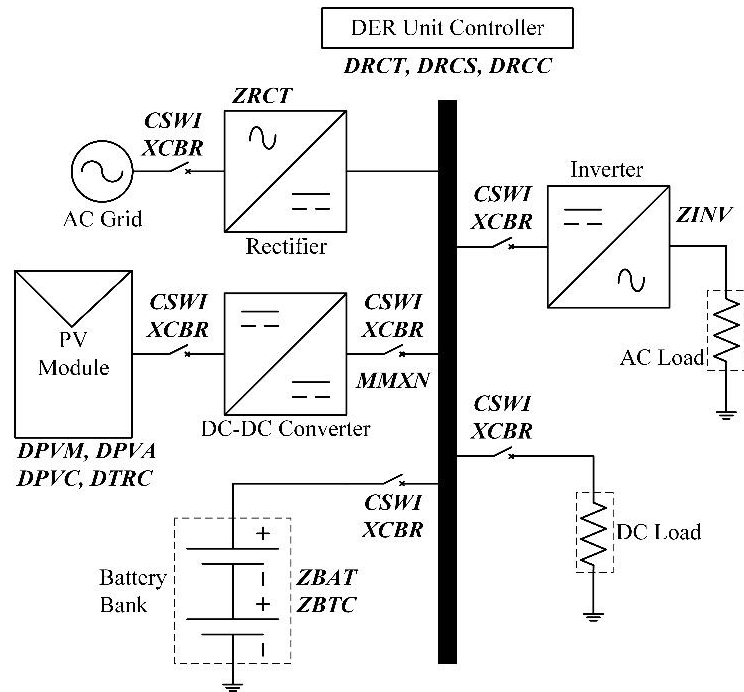 DER Unit Controller
DRCT, DRCS, DRCC
ZRCT
CSWI
XCBR
AC Grid
Rectifier
Inverter
CSWI
XCBR
ZINV
AC Load
PV
Module
CSWI
XCBR
CSWI
XCBR
MMXN
DC-DC Converter
DPVM, DPVA
DPVC, DTRC
CSWI
XCBR
DC Load
CSWI
XCBR
Battery
Bank
+
+
ZBAT
ZBTC